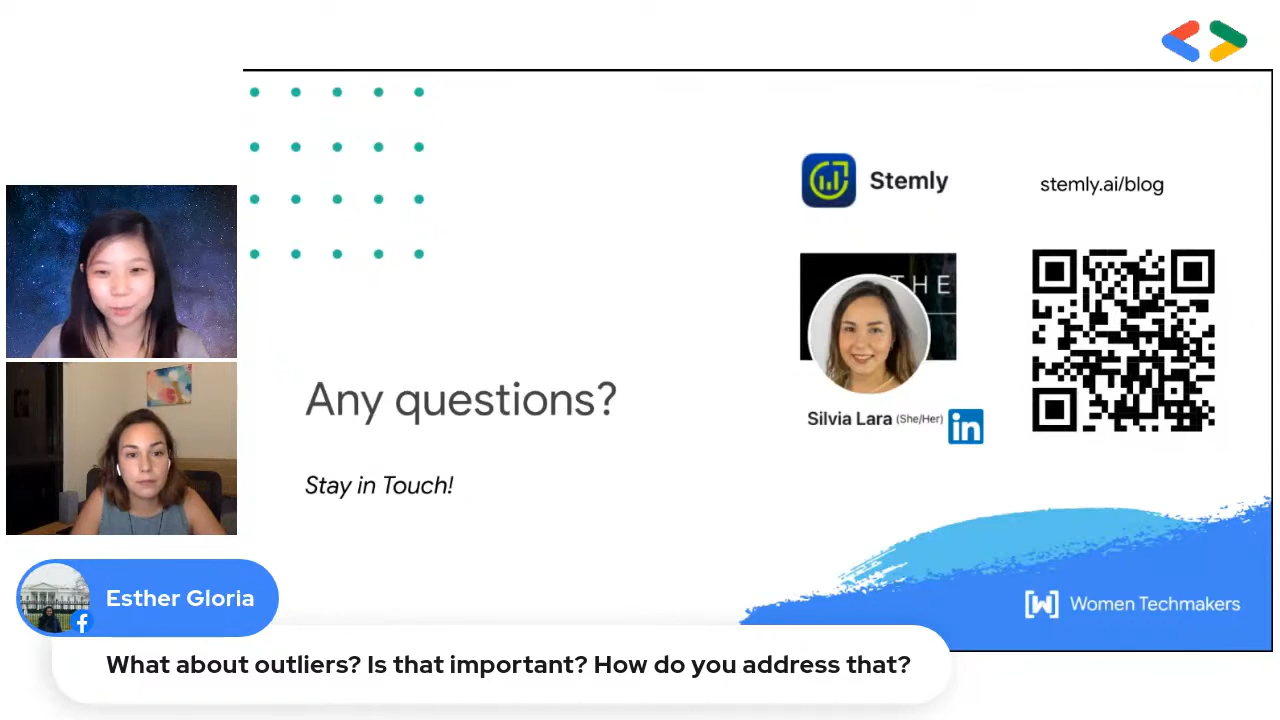 Stemly
stemly.ai/blog
THE
Any questions?
Silvia Lara (She/Her) in
Stay in Touch!
Esther Gloria
f
[W] Women Techmakers
What about outliers? Is that important? How do you address that?